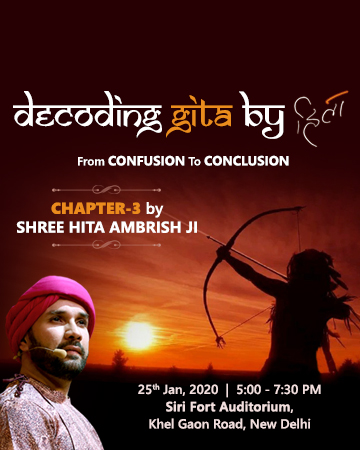 Decoding Gita by हिता
From CONFUSION To CONCLUSION
CHAPTER-3 by
SHREE HITA AMBRISH JI
25th Jan, 2020 | 5:00 - 7:30 PM
Siri Fort Auditorium,
Khel Gaon Road, New Delhi